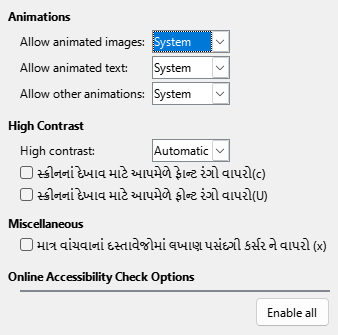 Animations
Allow animated images: System
Allow animated text: System
Allow other animations: System
High Contrast
High contrast: Automatic
સ્ક્રીનનાં દેખાવ માટે આપમેળે ફોન્ટ રંગો વાપરો(c)
સ્ક્રીનનાં દેખાવ માટે આપમેળે ફોન્ટ રંગો વાપરો(U)
Miscellaneous
માત્ર વાંચવાનાં દસ્તાવેજોમાં લખાણ પસંદગી કર્સર ને વાપરો (x)
Online Accessibility Check Options
Enable all